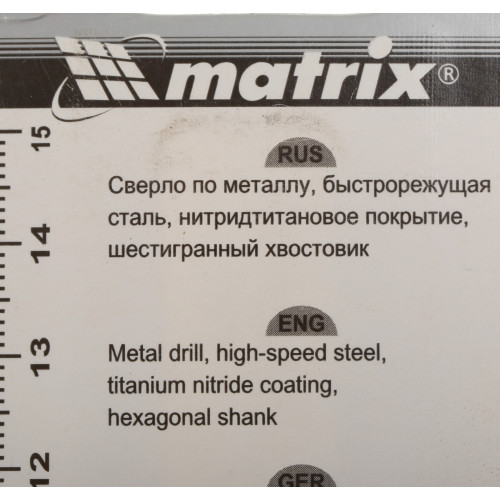 matrix®
15
RUS
Сверло по металлу, быстрорежущая
сталь, нитридтитановое покрытие,
шестигранный хвостовик
14
ENG
Metal drill, high-speed steel,
titanium nitride coating,
hexagonal shank
13
12
GER